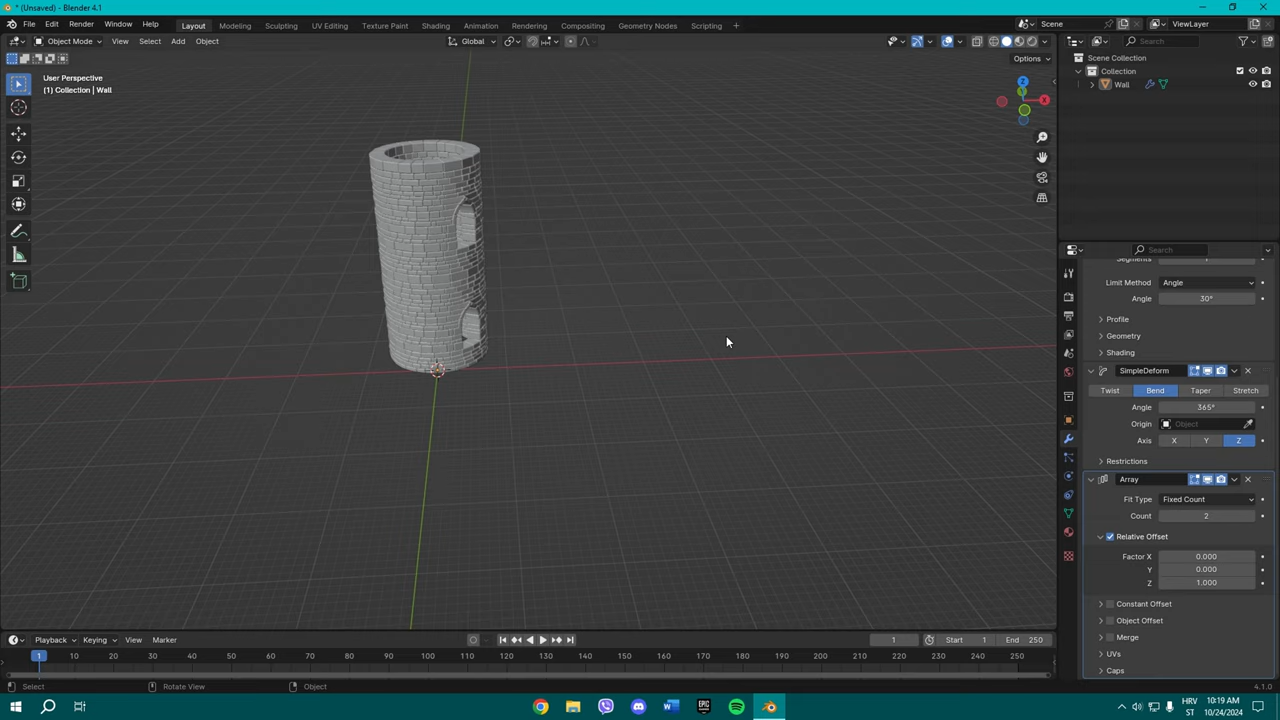 * (Unsaved) - Blender 4.1
File Edit Render Window Help Layout Modeling Sculpting UV Editing Texture Paint Shading Animation Rendering Compositing Geometry Nodes Scripting + Scene ViewLayer
Object Mode View Select Add Object Global Search
Options
Scene Collection
Collection
Wall
User Perspective
(1) Collection | Wall
X
Y
Z
Search
Segments 1
Limit Method Angle
Angle 30°
Profile
Geometry
Shading
SimpleDeform
Twist Bend Taper Stretch
Angle 365°
Origin Object
Axis X Y Z
Restrictions
Array
Fit Type Fixed Count
Count 2
Relative Offset
Factor X 0.000
Y 0.000
Z 1.000
Constant Offset
Object Offset
Merge
UVs
Caps
Playback Keying View Marker 1 Start 1 End 250
1 10 20 30 40 50 60 70 80 90 100 110 120 130 140 150 160 170 180 190 200 210 220 230 240 250
Select Rotate View Object 4.1.0
HRV 10:19 AM
ST 10/24/2024